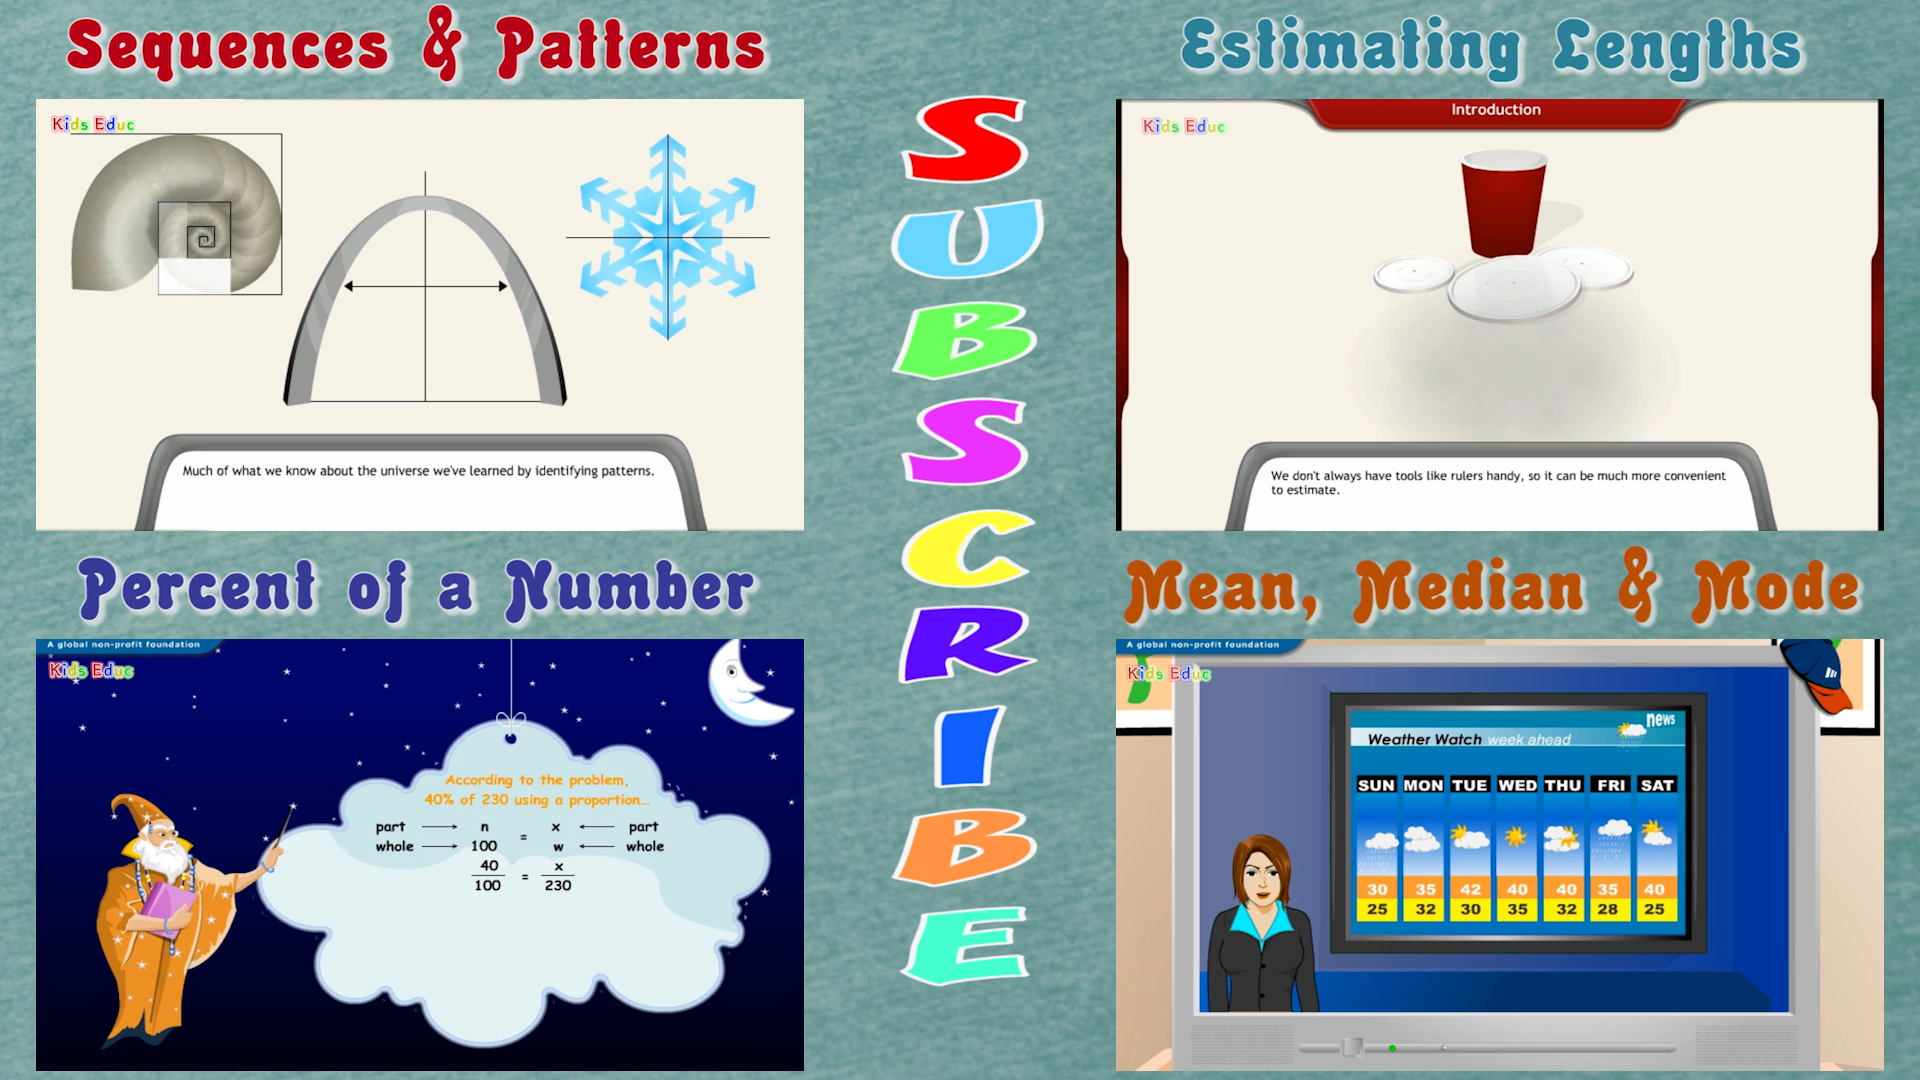 Sequences & Patterns
Kids Educ
Much of what we know about the universe we've learned by identifying patterns.
Estimating Lengths
Introduction
Kids Educ
We don't always have tools like rulers handy, so it can be much more convenient
to estimate.
SUBSCRIBE
Percent of a Number
A global non-profit foundation
Kids Educ
According to the problem,
40% of 230 using a proportion...
part n = x part
whole 100 w whole
40 = x
100 230
Mean, Median & Mode
A global non-profit foundation
Kids Educ
news
Weather Watch week ahead
SUN MON TUE WED THU FRI SAT
30 35 42 40 40 35 40
25 32 30 35 32 28 25